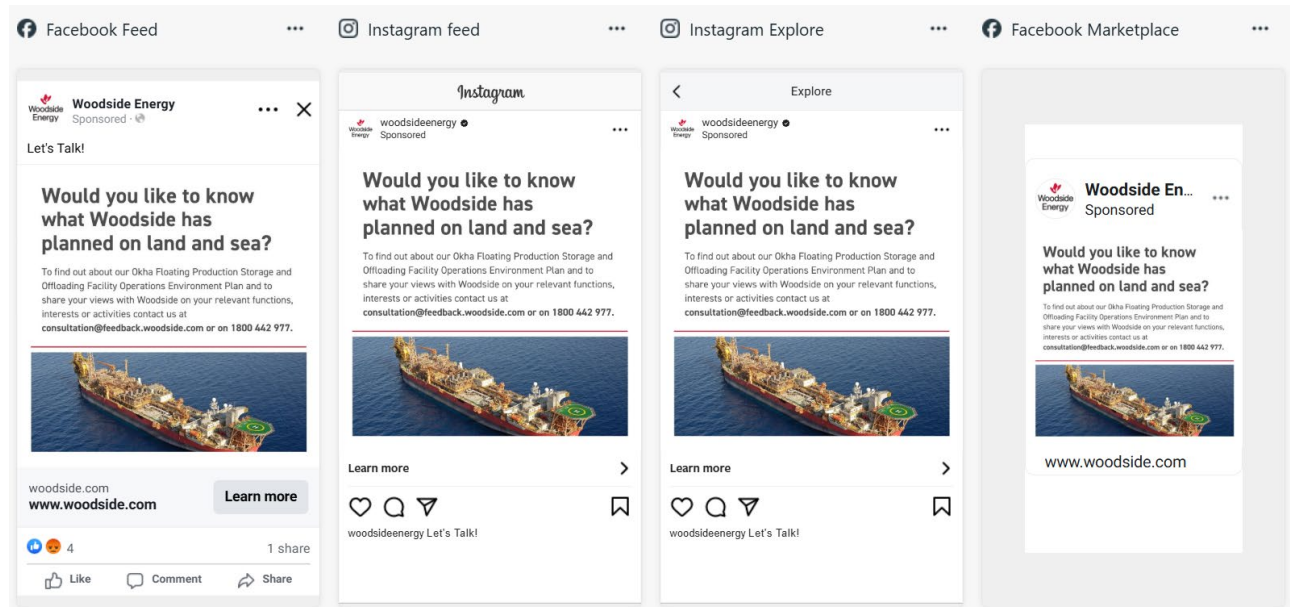 Facebook Feed
Woodside Energy
Woodside Energy
Sponsored
Let's Talk!
Would you like to know
what Woodside has
planned on land and sea?
To find out about our Okha Floating Production Storage and
Offloading Facility Operations Environment Plan and to
share your views with Woodside on your relevant functions,
interests or activities contact us at
consultation@feedback.woodside.com or on 1800 442 977.
woodside.com
www.woodside.com
Learn more
4
1 share
Like
Comment
Share
Instagram feed
Instagram
Woodside Energy
woodsideenergy
Sponsored
Would you like to know
what Woodside has
planned on land and sea?
To find out about our Okha Floating Production Storage and
Offloading Facility Operations Environment Plan and to
share your views with Woodside on your relevant functions,
interests or activities contact us at
consultation@feedback.woodside.com or on 1800 442 977.
Learn more
woodsideenergy Let's Talk!
Instagram Explore
Explore
Woodside Energy
woodsideenergy
Sponsored
Would you like to know
what Woodside has
planned on land and sea?
To find out about our Okha Floating Production Storage and
Offloading Facility Operations Environment Plan and to
share your views with Woodside on your relevant functions,
interests or activities contact us at
consultation@feedback.woodside.com or on 1800 442 977.
Learn more
woodsideenergy Let's Talk!
Facebook Marketplace
Woodside Energy
Woodside En...
Sponsored
Would you like to know
what Woodside has
planned on land and sea?
To find out about our Okha Floating Production Storage and
Offloading Facility Operations Environment Plan and to
share your views with Woodside on your relevant functions,
interests or activities contact us at
consultation@feedback.woodside.com or on 1800 442 977.
www.woodside.com